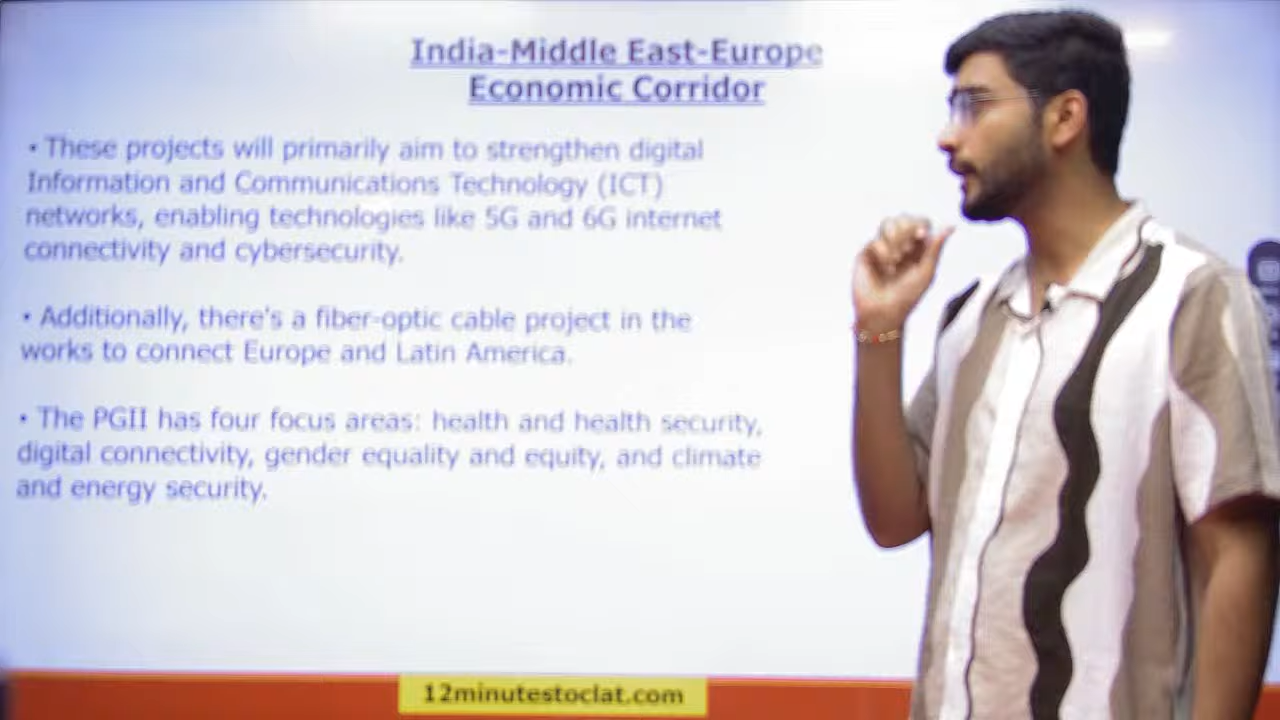 India-Middle East-Europe
Economic Corridor
• These projects will primarily aim to strengthen digital
Information and Communications Technology (ICT)
networks, enabling technologies like 5G and 6G internet
connectivity and cybersecurity.
• Additionally, there's a fiber-optic cable project in the
works to connect Europe and Latin America.
• The PGII has four focus areas: health and health security,
digital connectivity, gender equality and equity, and climate
and energy security.
12minutestoclat.com